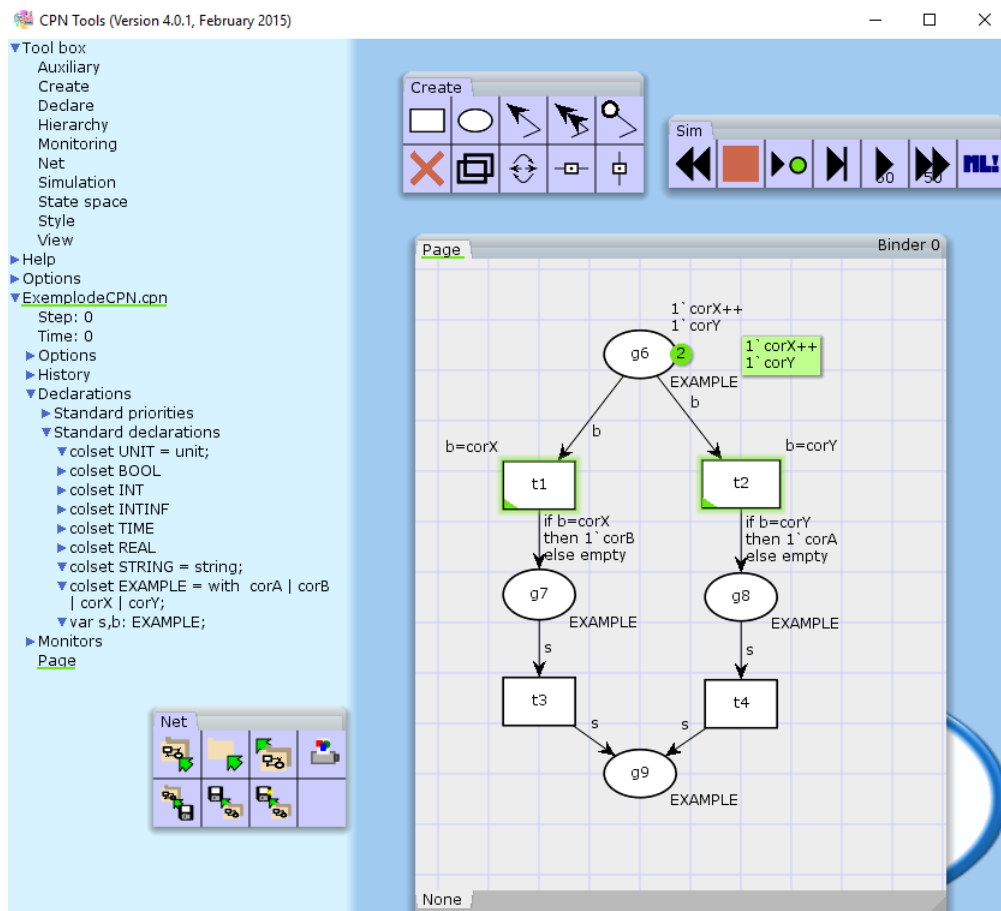 CPN Tools (Version 4.0.1, February 2015)
Tool box
Auxiliary
Create
Declare
Hierarchy
Monitoring
Net
Simulation
State space
Style
View
Help
Options
ExemplodeCPN.cpn
Step: 0
Time: 0
Options
History
Declarations
Standard priorities
Standard declarations
colset UNIT = unit;
colset BOOL
colset INT
colset INTINF
colset TIME
colset REAL
colset STRING = string;
colset EXAMPLE = with corA | corB
| corX | corY;
var s,b: EXAMPLE;
Monitors
Page
Net
Create
Sim
50
50
ML!
Page
Binder 0
1`corX++
1`corY
g6
2
1`corX++
1`corY
EXAMPLE
b
b
b=corX
b=corY
t1
t2
if b=corX
then 1`corB
else empty
if b=corY
then 1`corA
else empty
g7
g8
EXAMPLE
EXAMPLE
s
s
t3
t4
s
s
g9
EXAMPLE
None